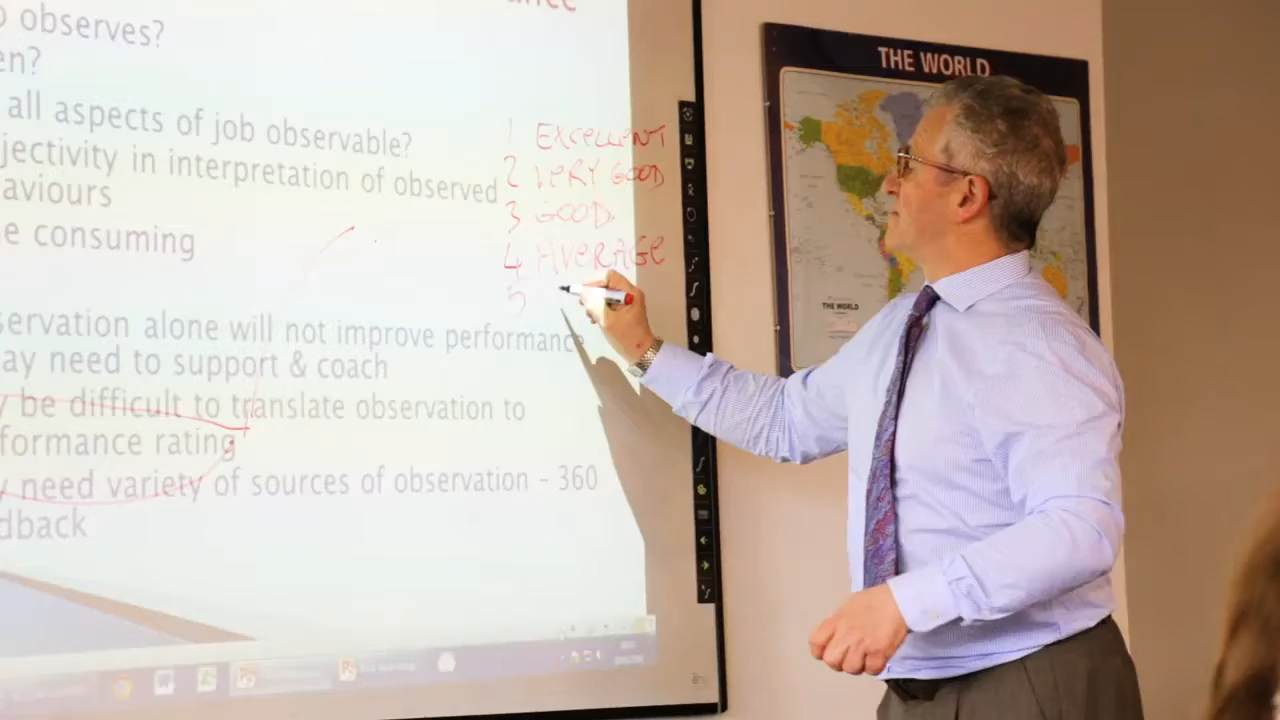 observes?
en?
all aspects of job observable?
jectivity in interpretation of observed
aviours
e consuming
servation alone will not improve performance
ay need to support & coach
y be difficult to translate observation to
formance rating
y need variety of sources of observation - 360
dback
1 EXCELLENT
2 VERY GOOD
3 GOOD
4 AVERAGE
5
THE WORLD
THE WORLD